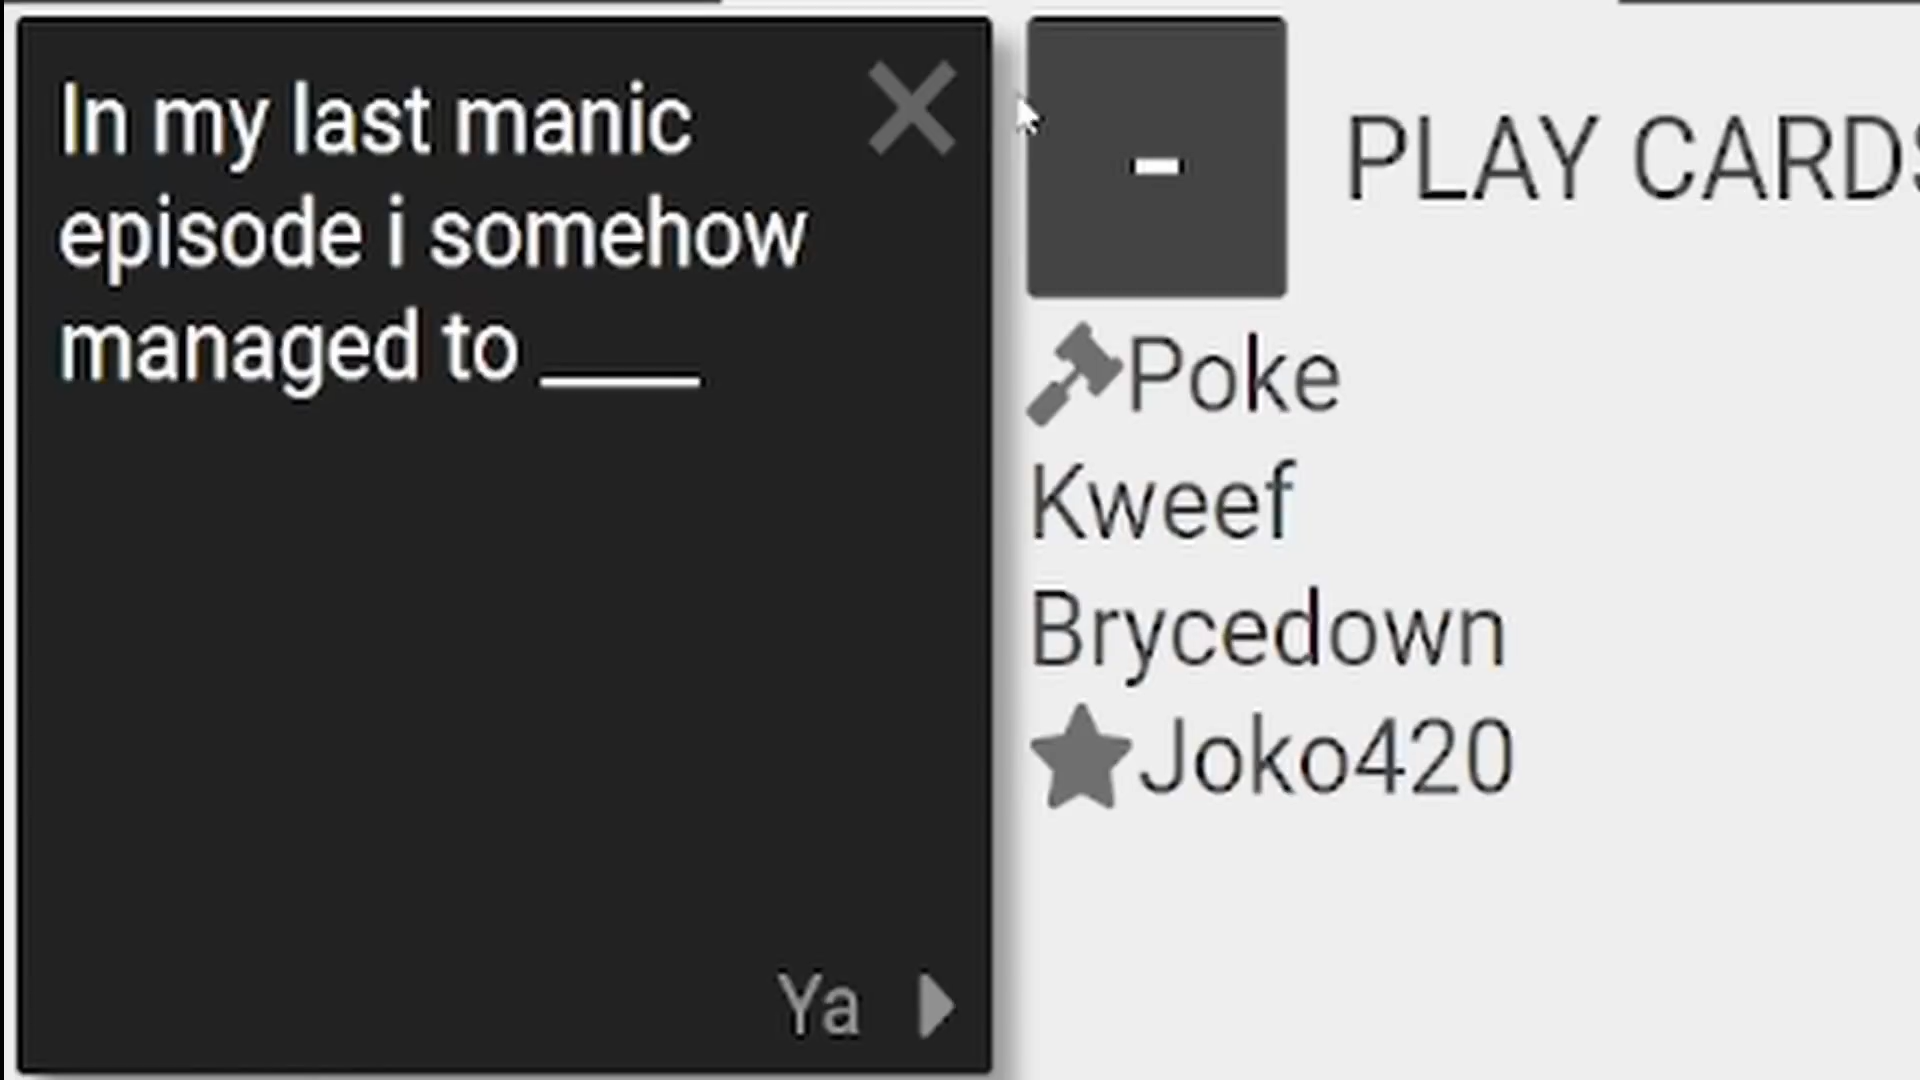 In my last manic
episode i somehow
managed to ____
Ya
-
PLAY CARDS
Poke
Kweef
Brycedown
Joko420